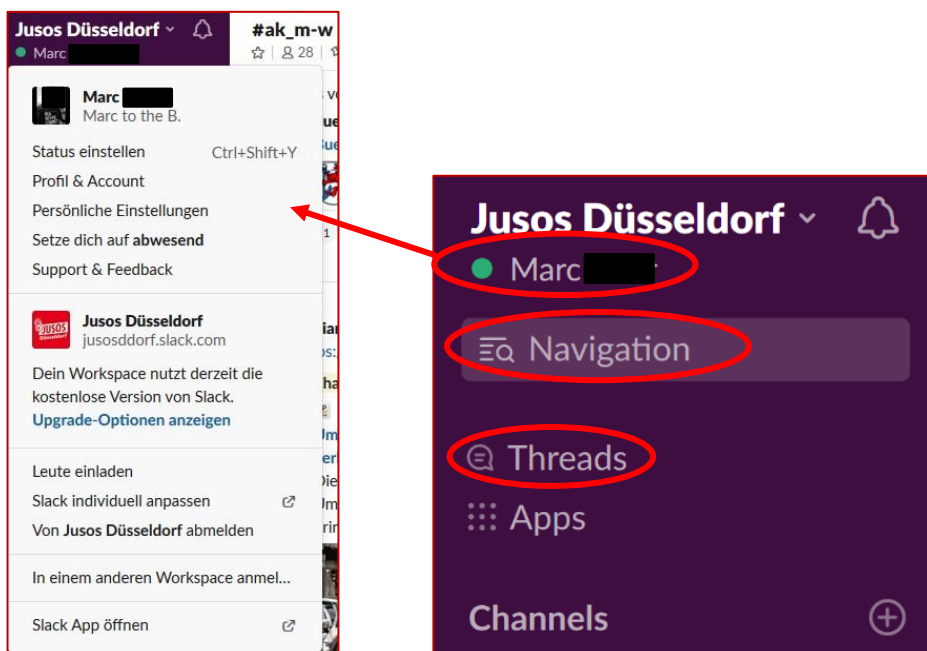 Jusos Düsseldorf
Marc
#ak_m-w
28
Marc
Marc to the B.
Status einstellen Ctrl+Shift+Y
Profil & Account
Persönliche Einstellungen
Setze dich auf abwesend
Support & Feedback
JUSOS
Jusos Düsseldorf
jusosddorf.slack.com
Dein Workspace nutzt derzeit die
kostenlose Version von Slack.
Upgrade-Optionen anzeigen
Leute einladen
Slack individuell anpassen
Von Jusos Düsseldorf abmelden
In einem anderen Workspace anmel...
Slack App öffnen
Jusos Düsseldorf
Marc
Navigation
Threads
Apps
Channels